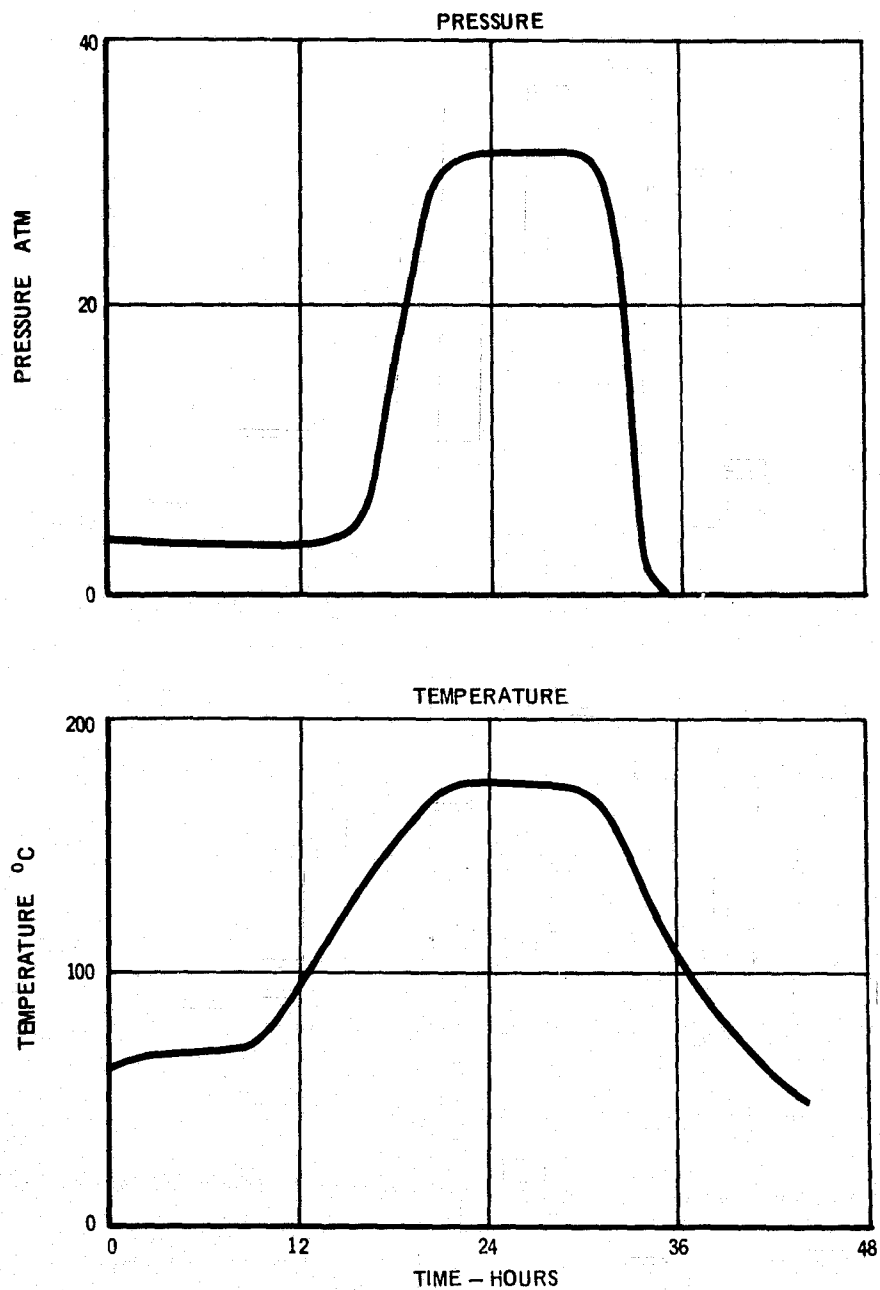 PRESSURE
40
20
0
PRESSURE ATM
TEMPERATURE
200
100
0
TEMPERATURE °C
0 12 24 36 48
TIME – HOURS